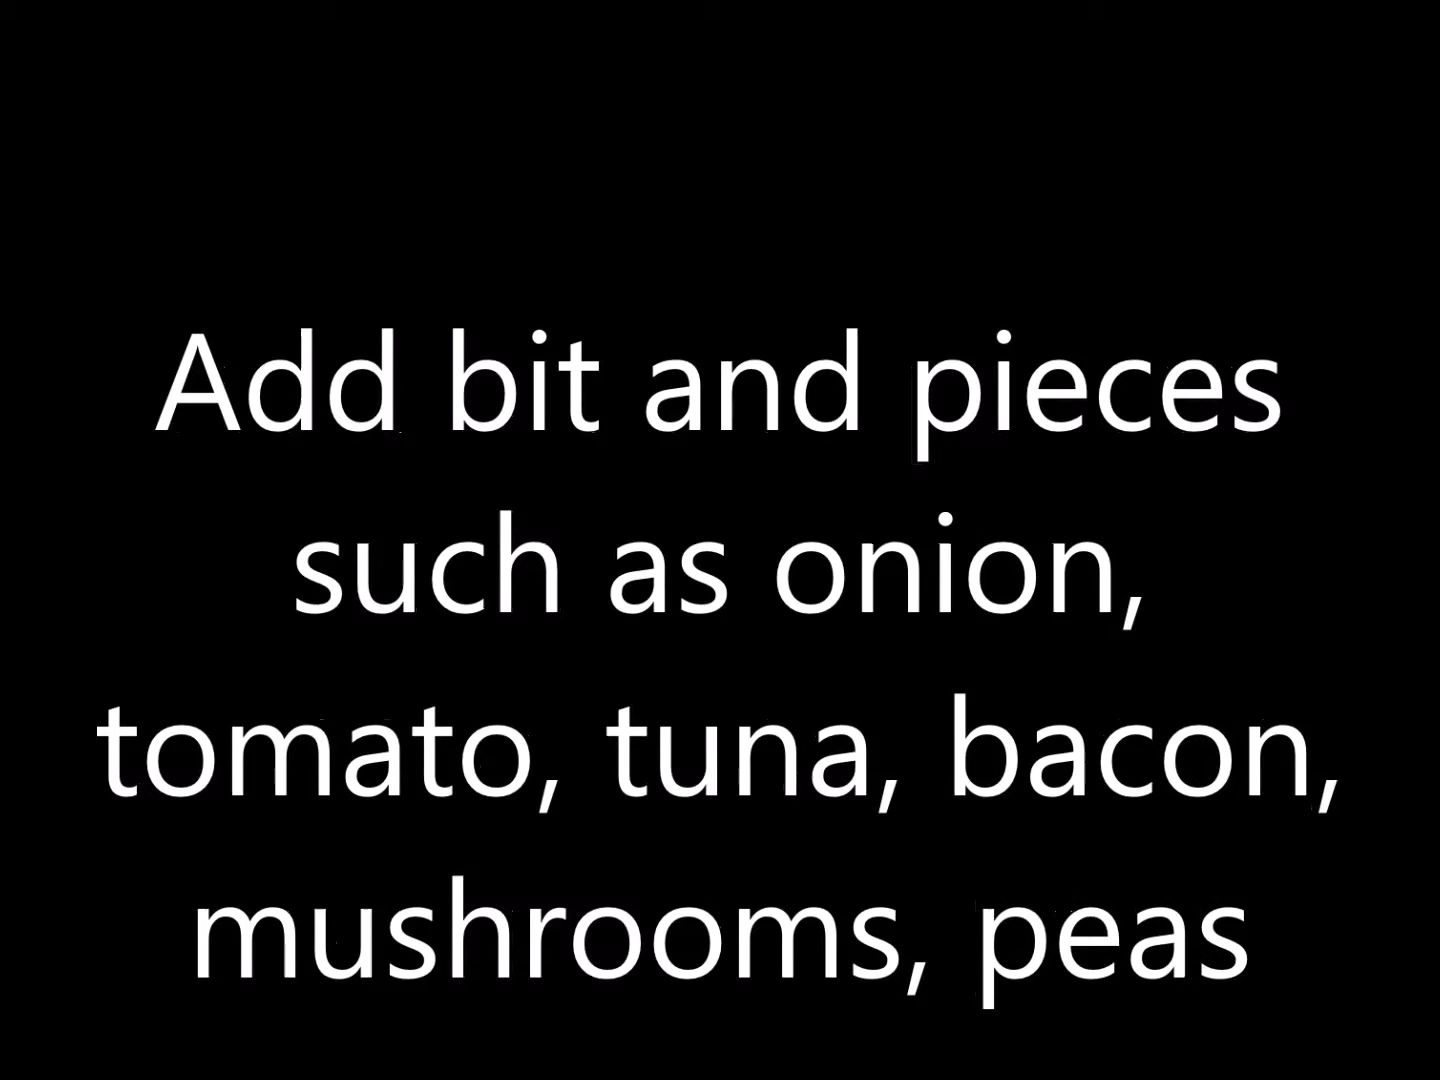 Add bit and pieces
such as onion,
tomato, tuna, bacon,
mushrooms, peas